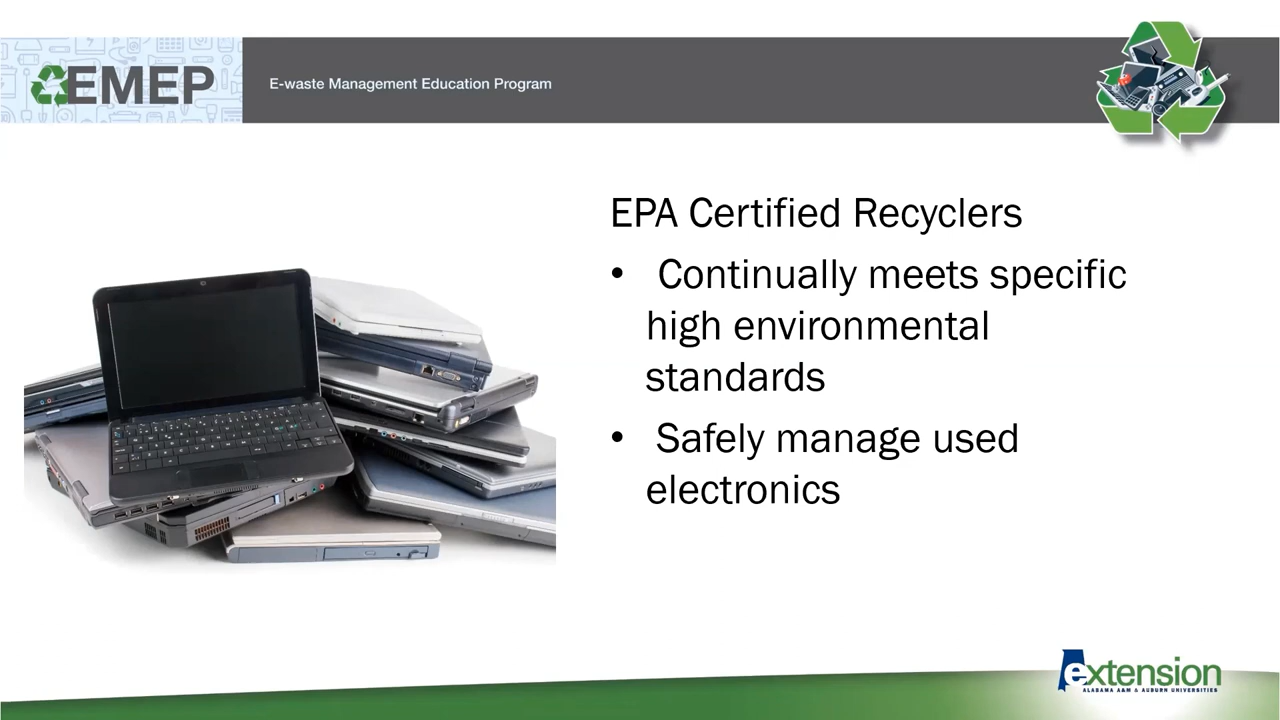 EMEP
E-waste Management Education Program
EPA Certified Recyclers
• Continually meets specific
high environmental
standards
• Safely manage used
electronics
extension
ALABAMA A&M & AUBURN UNIVERSITIES